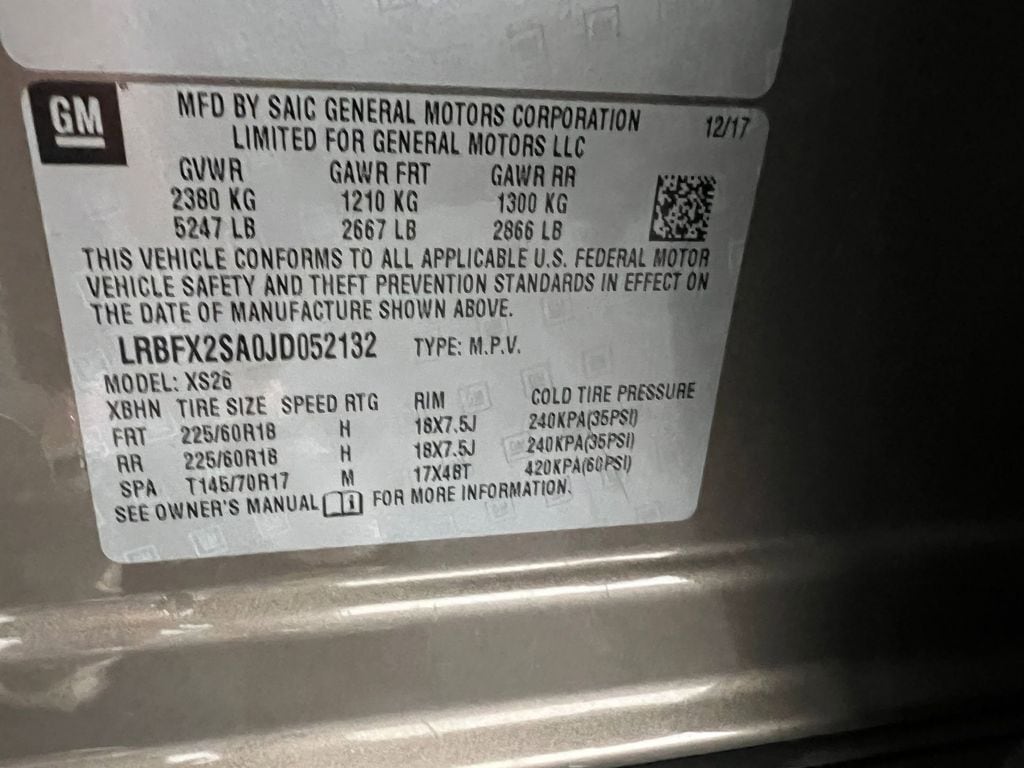 GM
MFD BY SAIC GENERAL MOTORS CORPORATION
LIMITED FOR GENERAL MOTORS LLC
12/17
GVWR GAWR FRT GAWR RR
2380 KG 1210 KG 1300 KG
5247 LB 2667 LB 2866 LB
THIS VEHICLE CONFORMS TO ALL APPLICABLE U.S. FEDERAL MOTOR
VEHICLE SAFETY AND THEFT PREVENTION STANDARDS IN EFFECT ON
THE DATE OF MANUFACTURE SHOWN ABOVE.
LRBFX2SA0JD052132 TYPE: M.P.V.
MODEL: XS26
XBHN TIRE SIZE SPEED RTG RIM COLD TIRE PRESSURE
FRT 225/60R18 H 18X7.5J 240KPA(35PSI)
RR 225/60R18 H 18X7.5J 240KPA(35PSI)
SPA T145/70R17 M 17X4BT 420KPA(60PSI)
SEE OWNER'S MANUAL FOR MORE INFORMATION.